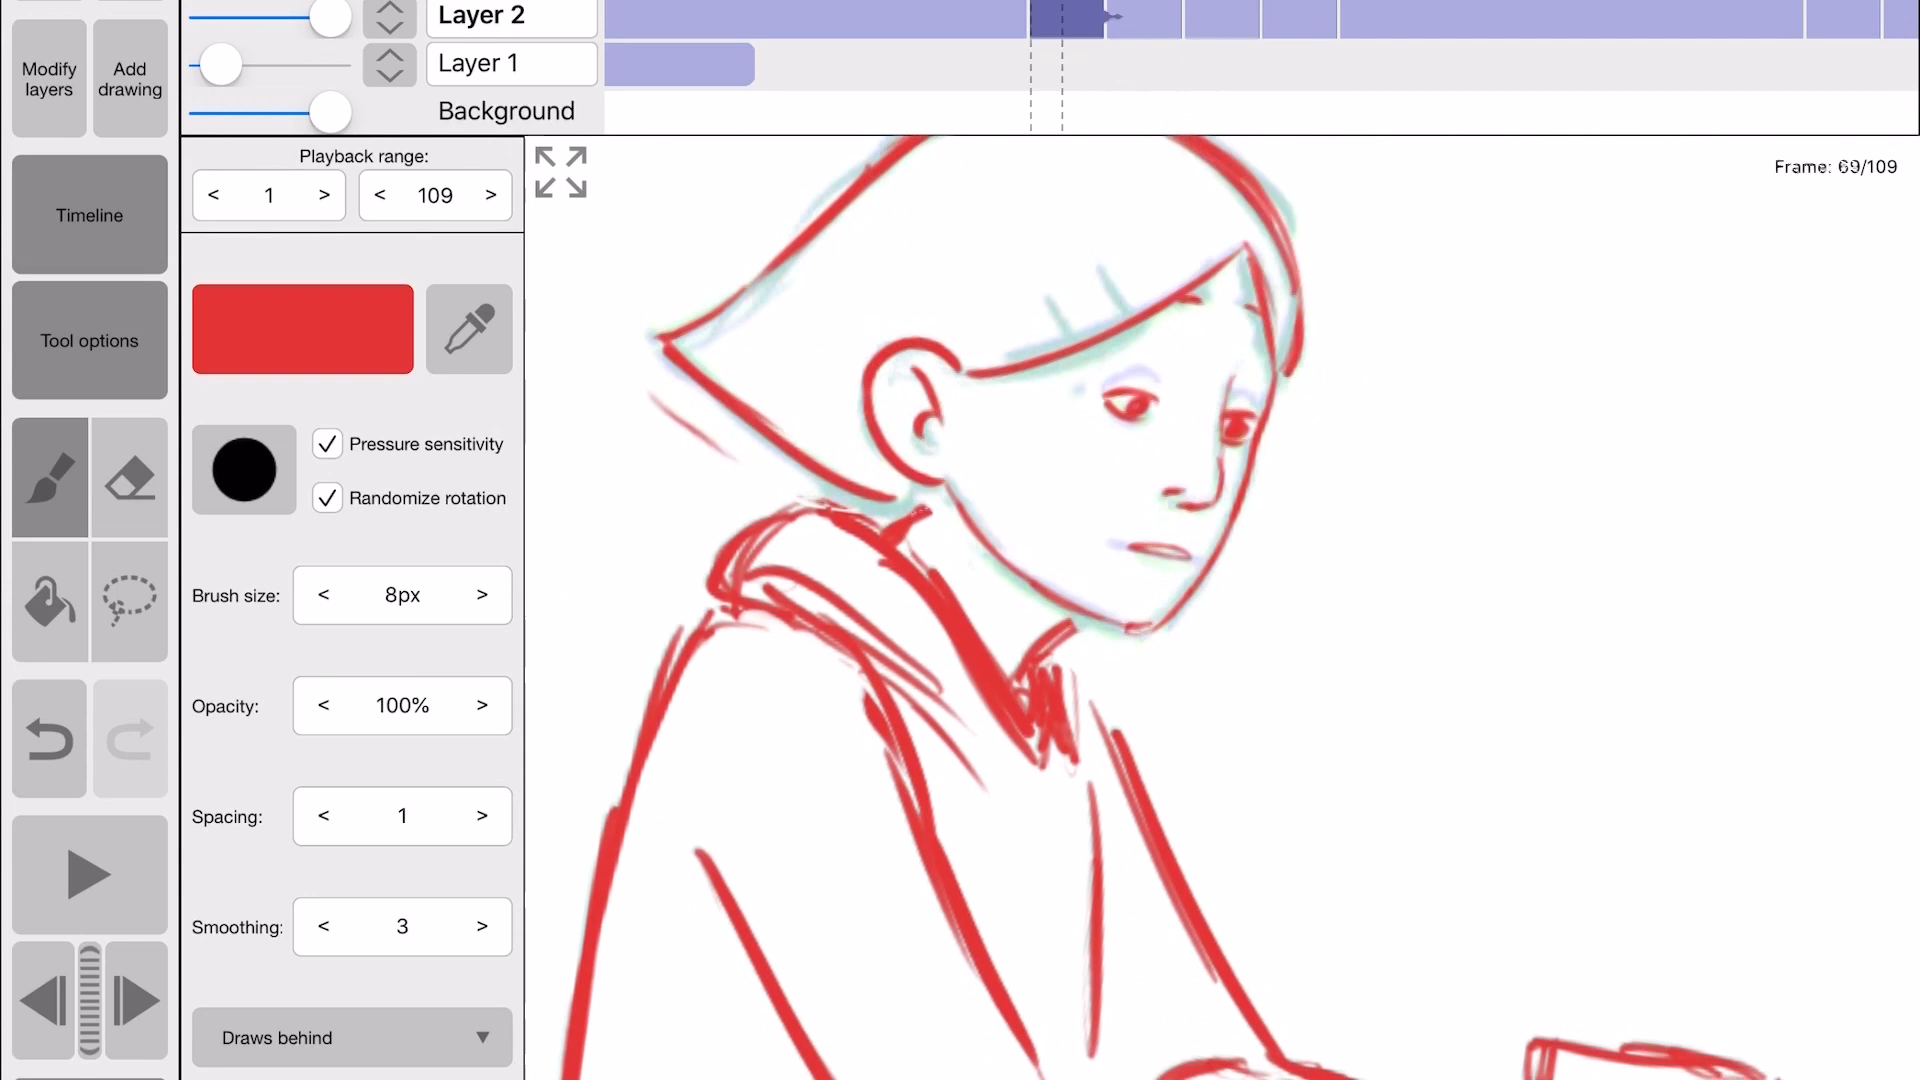 Layer 2
Modify layers
Add drawing
Layer 1
Background
Playback range:
< 1 >
< 109 >
Frame: 69/109
Timeline
Tool options
Pressure sensitivity
Randomize rotation
Brush size: < 8px >
Opacity: < 100% >
Spacing: < 1 >
Smoothing: < 3 >
Draws behind